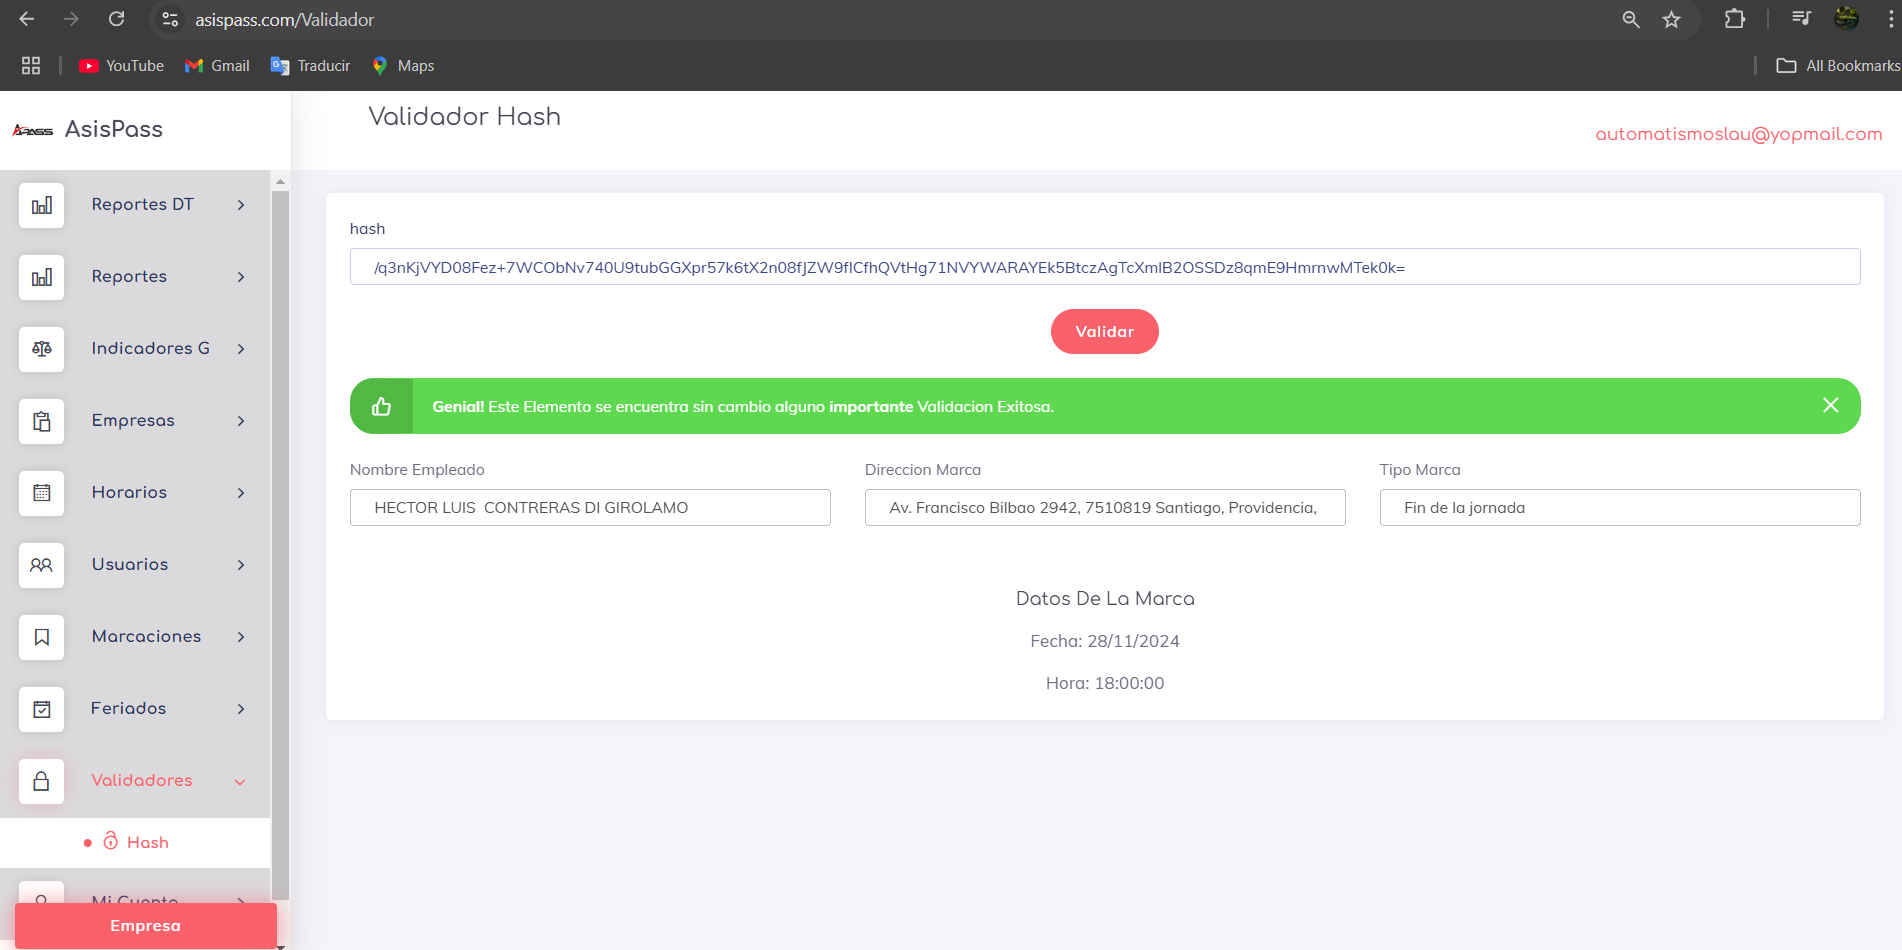 asispass.com/Validador
YouTube
Gmail
Traducir
Maps
All Bookmarks
APASS AsisPass
Validador Hash
automatismoslau@yopmail.com
Reportes DT
Reportes
Indicadores G
Empresas
Horarios
Usuarios
Marcaciones
Feriados
Validadores
Hash
Mi Cuenta
Empresa
hash
/q3nKjVYD08Fez+7WCObNv740U9tubGGXpr57k6tX2n08fJZW9fICfhQVtHg71NVYWARAYEk5BtczAgTcXmIB2OSSDz8qmE9HmrnwMTek0k=
Validar
Genial! Este Elemento se encuentra sin cambio alguno importante Validacion Exitosa.
Nombre Empleado
HECTOR LUIS  CONTRERAS DI GIROLAMO
Direccion Marca
Av. Francisco Bilbao 2942, 7510819 Santiago, Providencia,
Tipo Marca
Fin de la jornada
Datos De La Marca
Fecha: 28/11/2024
Hora: 18:00:00